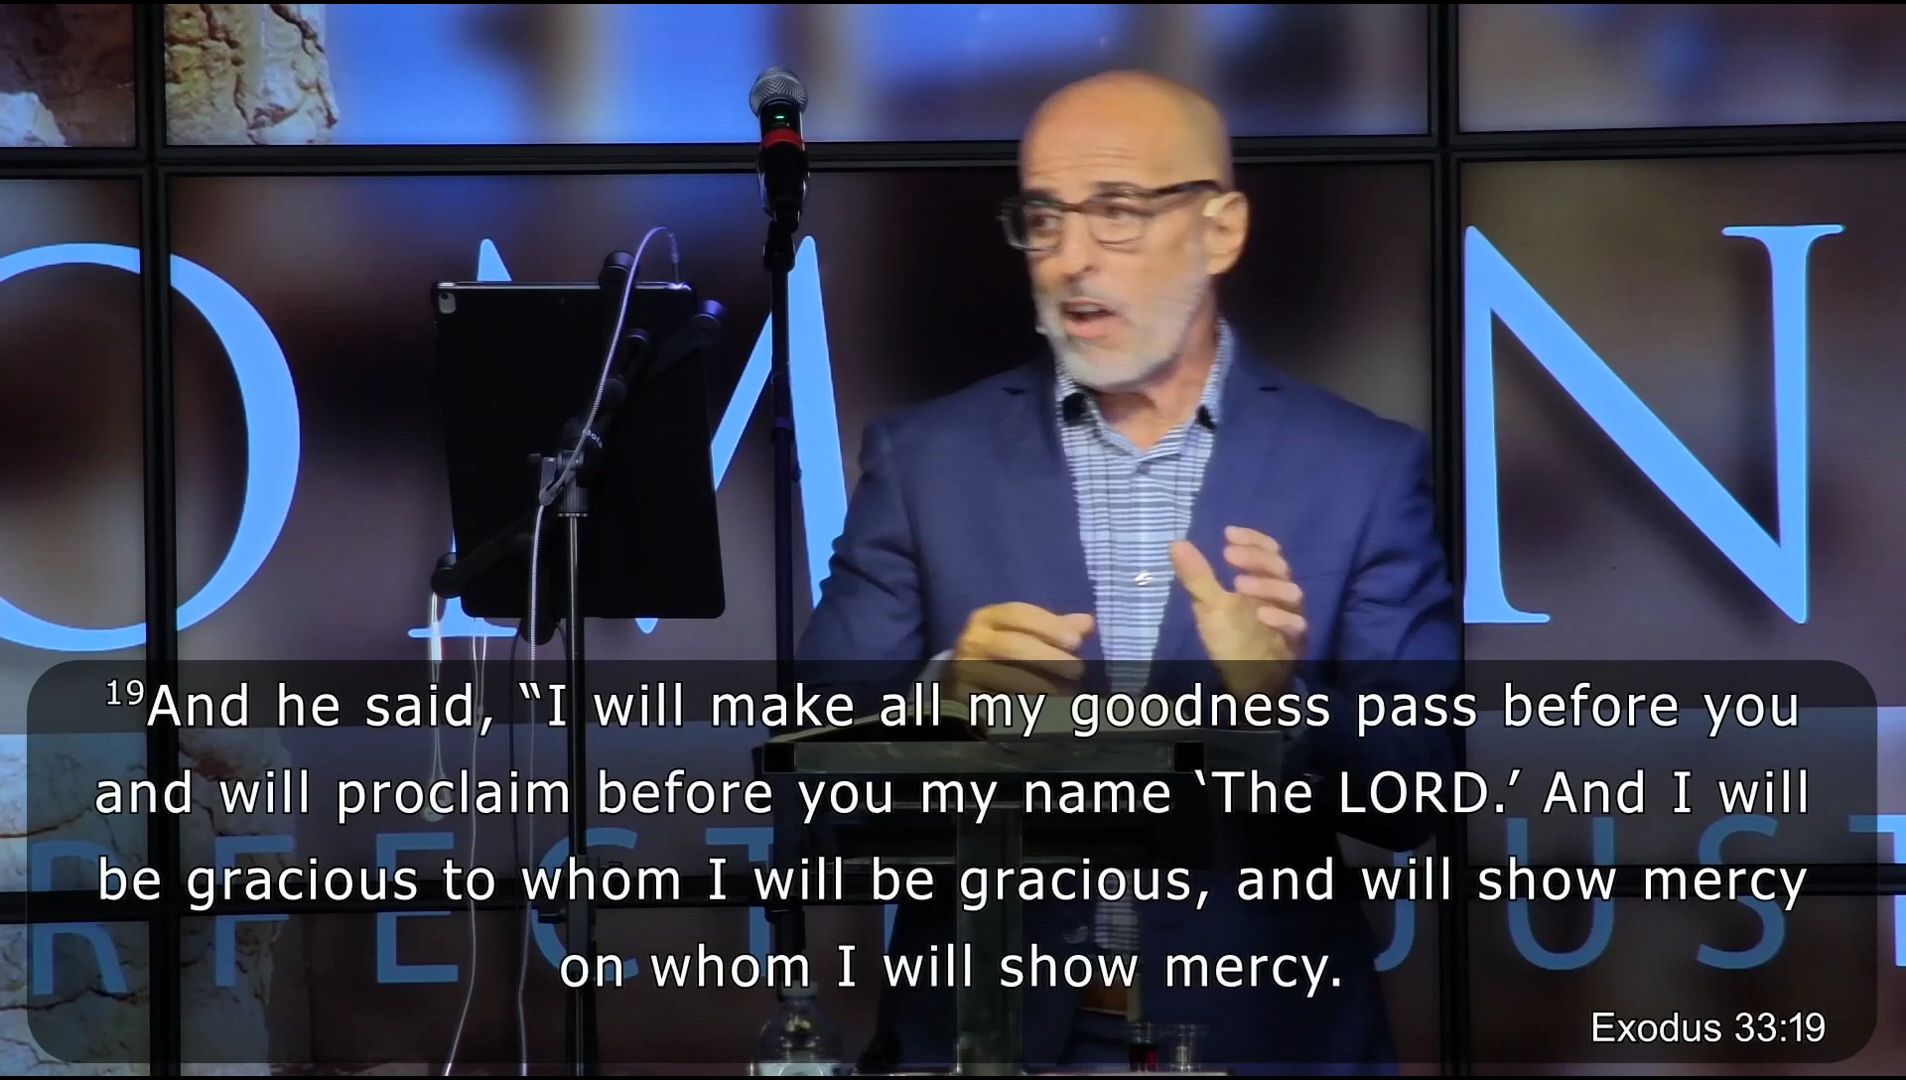 OM N
19And he said, “I will make all my goodness pass before you
and will proclaim before you my name ‘The LORD.’ And I will
be gracious to whom I will be gracious, and will show mercy
on whom I will show mercy.
Exodus 33:19